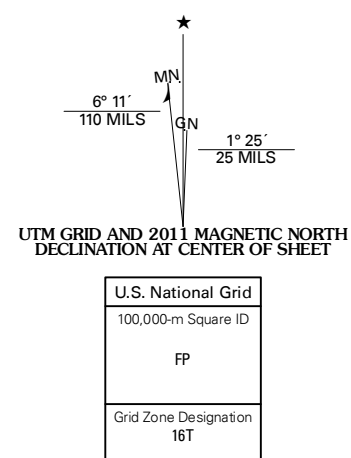 ★
MN.
6° 11´
110 MILS
GN
1° 25´
25 MILS
UTM GRID AND 2011 MAGNETIC NORTH
DECLINATION AT CENTER OF SHEET
U.S. National Grid
100,000-m Square ID
FP
Grid Zone Designation
16T